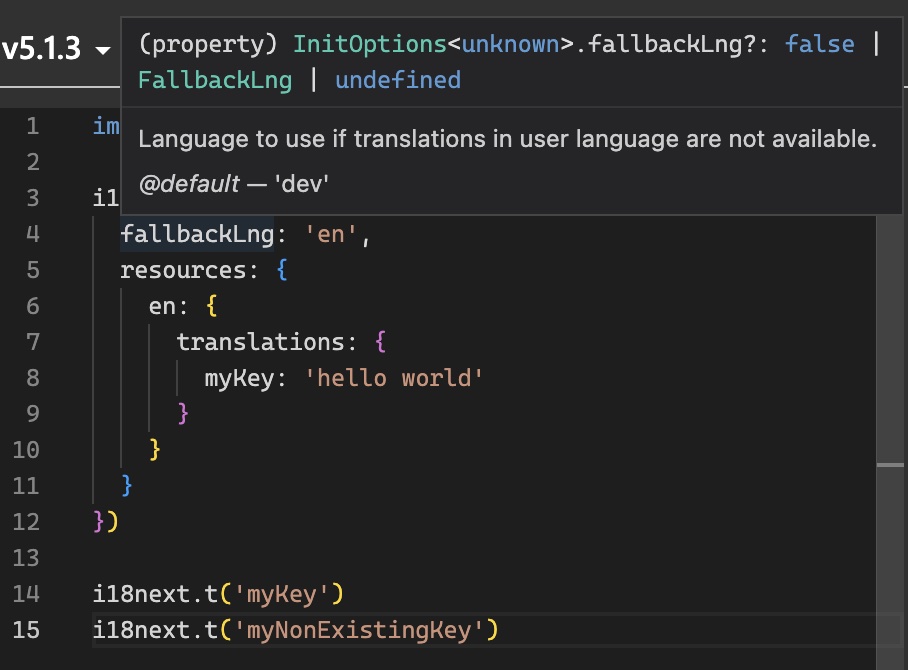 v5.1.3
(property) InitOptions<unknown>.fallbackLng?: false |
FallbackLng | undefined
Language to use if translations in user language are not available.
@default — 'dev'
1 im
2
3 i1
4 fallbackLng: 'en',
5 resources: {
6 en: {
7 translations: {
8 myKey: 'hello world'
9 }
10 }
11 }
12 })
13
14 i18next.t('myKey')
15 i18next.t('myNonExistingKey')